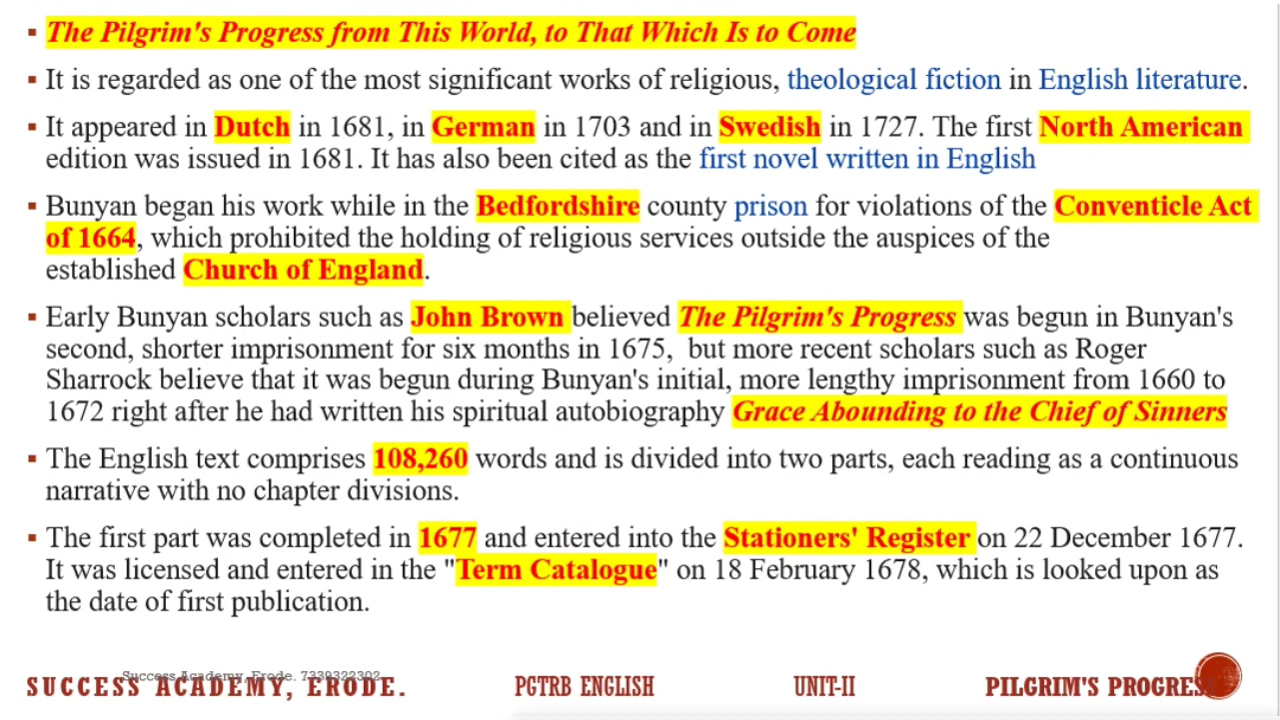 ▪ The Pilgrim's Progress from This World, to That Which Is to Come
▪ It is regarded as one of the most significant works of religious, theological fiction in English literature.
▪ It appeared in Dutch in 1681, in German in 1703 and in Swedish in 1727. The first North American
edition was issued in 1681. It has also been cited as the first novel written in English
▪ Bunyan began his work while in the Bedfordshire county prison for violations of the Conventicle Act
of 1664, which prohibited the holding of religious services outside the auspices of the
established Church of England.
▪ Early Bunyan scholars such as John Brown believed The Pilgrim's Progress was begun in Bunyan's
second, shorter imprisonment for six months in 1675, but more recent scholars such as Roger
Sharrock believe that it was begun during Bunyan's initial, more lengthy imprisonment from 1660 to
1672 right after he had written his spiritual autobiography Grace Abounding to the Chief of Sinners
▪ The English text comprises 108,260 words and is divided into two parts, each reading as a continuous
narrative with no chapter divisions.
▪ The first part was completed in 1677 and entered into the Stationers' Register on 22 December 1677.
It was licensed and entered in the "Term Catalogue" on 18 February 1678, which is looked upon as
the date of first publication.
Success Academy, Erode. 7339322302
SUCCESS ACADEMY, ERODE. PGTRB ENGLISH UNIT-II PILGRIM'S PROGRESS